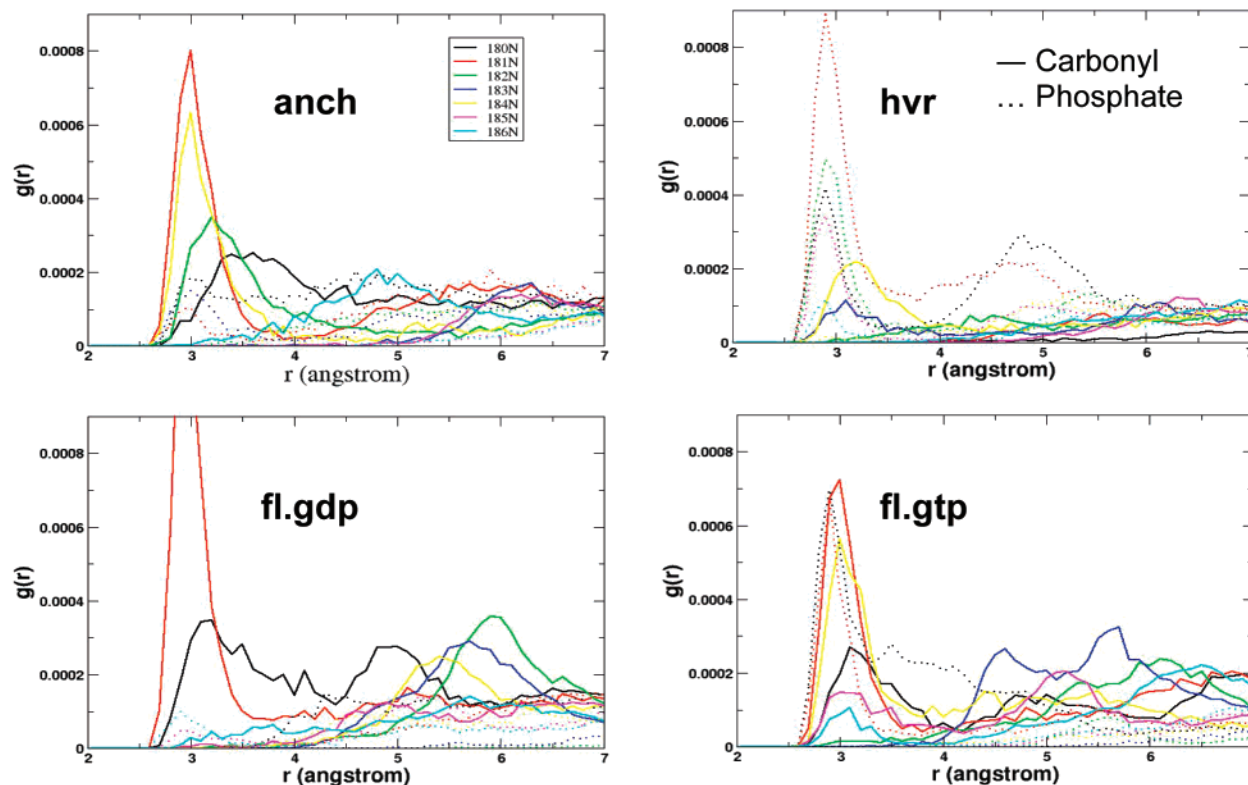 0.0008
0.0006
0.0004
0.0002
0
g(r)
anch
180N
181N
182N
183N
184N
185N
186N
2 3 4 5 6 7
r (angstrom)
0.0008
0.0006
0.0004
0.0002
0
g(r)
hvr
— Carbonyl
... Phosphate
2 3 4 5 6 7
r (angstrom)
0.0008
0.0006
0.0004
0.0002
0
g(r)
fl.gdp
2 3 4 5 6 7
r (angstrom)
0.0008
0.0006
0.0004
0.0002
0
g(r)
fl.gtp
2 3 4 5 6 7
r (angstrom)